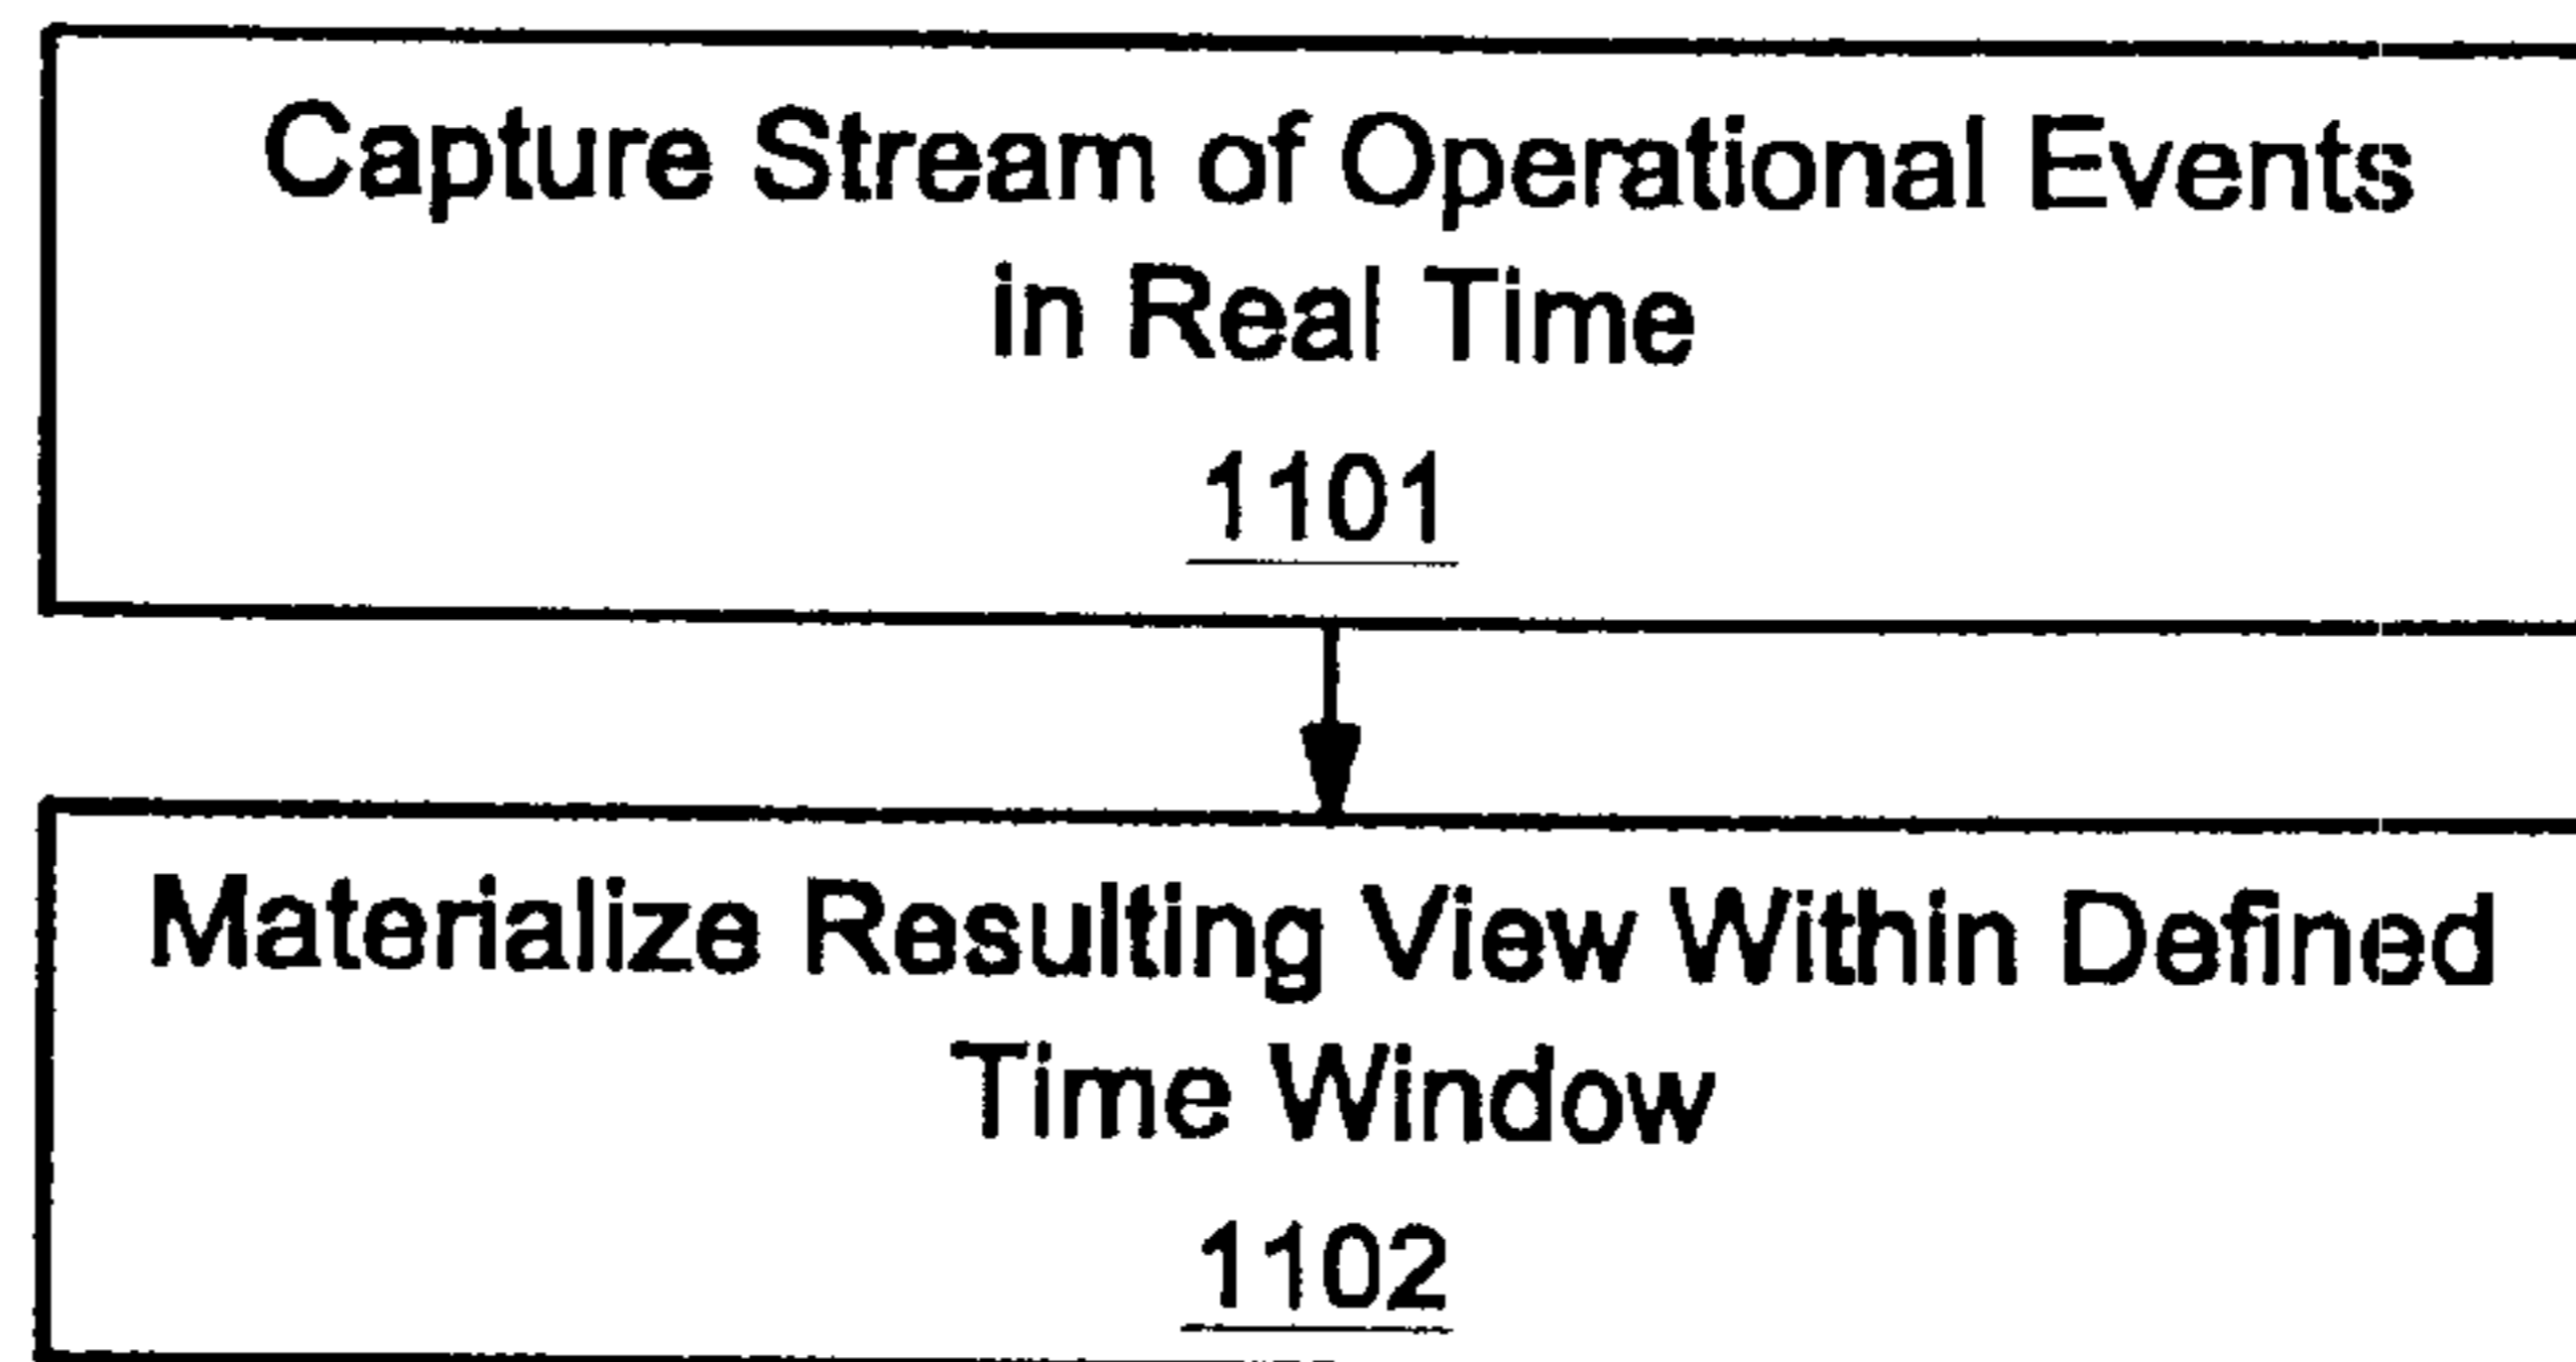 Capture Stream of Operational Events
in Real Time
1101
Materialize Resulting View Within Defined
Time Window
1102